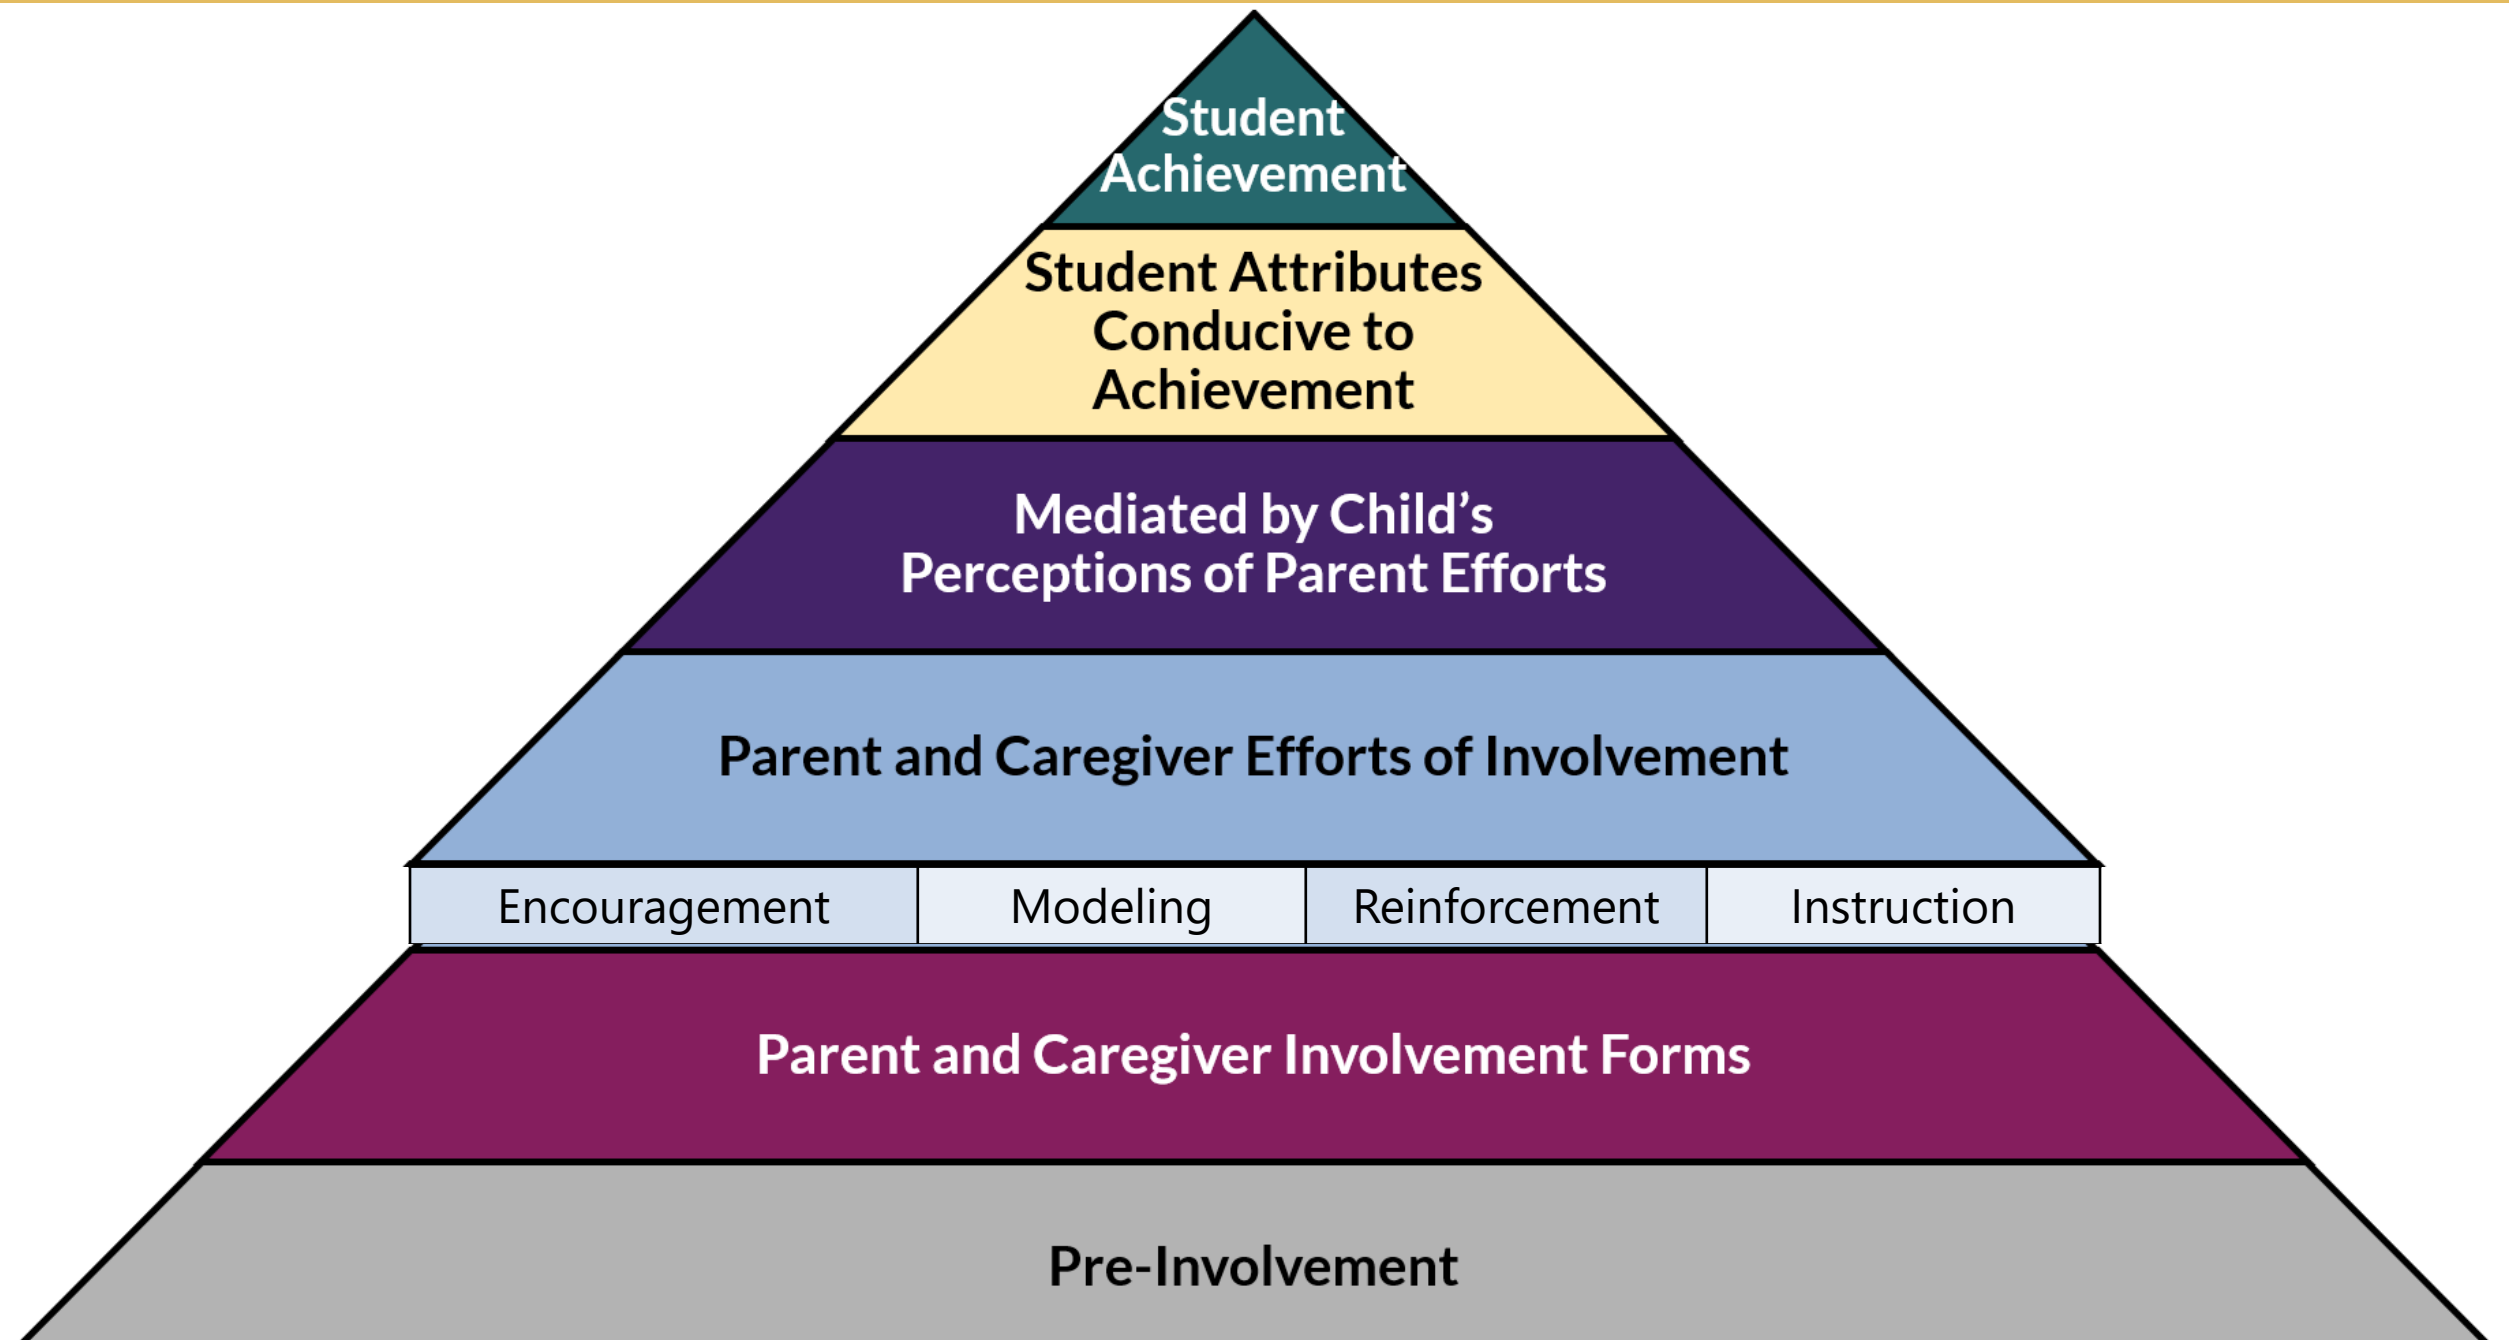 Student
Achievement
Student Attributes
Conducive to
Achievement
Mediated by Child’s
Perceptions of Parent Efforts
Parent and Caregiver Efforts of Involvement
Encouragement Modeling Reinforcement Instruction
Parent and Caregiver Involvement Forms
Pre-Involvement